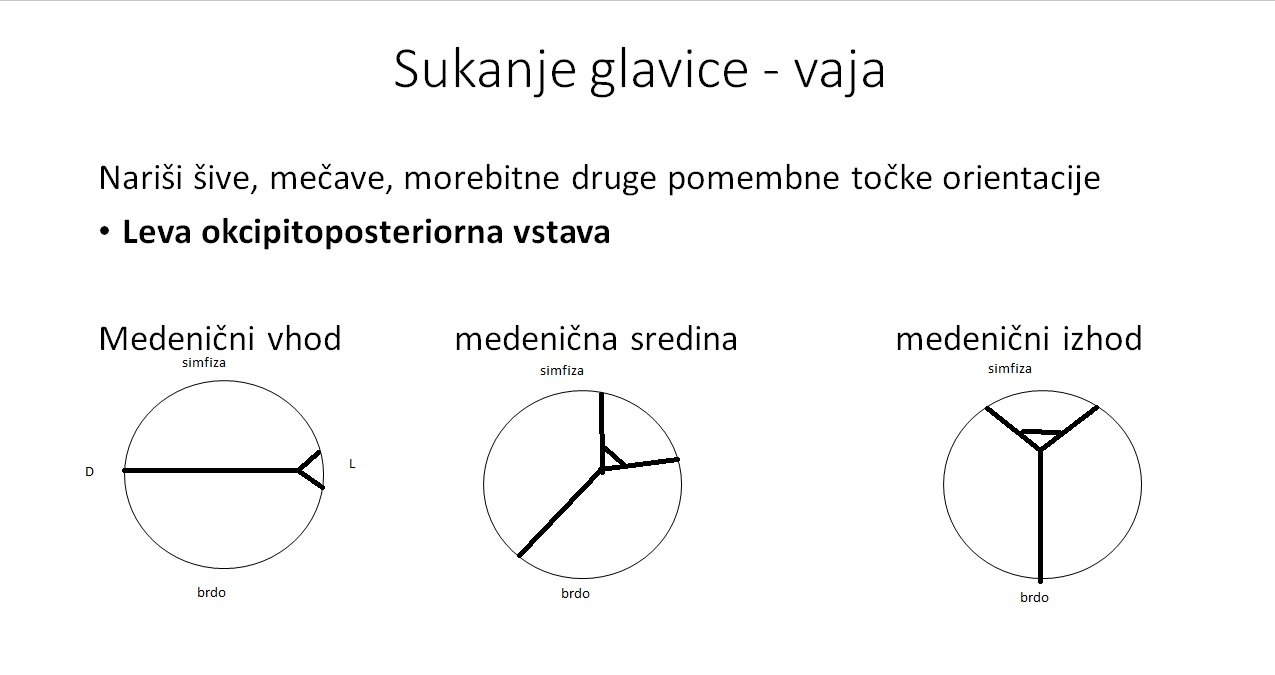 Sukanje glavice - vaja
Nariši šive, mečave, morebitne druge pomembne točke orientacije
• Leva okcipitoposteriorna vstava
Medenični vhod medenična sredina medenični izhod
simfiza simfiza simfiza
D L
brdo brdo brdo